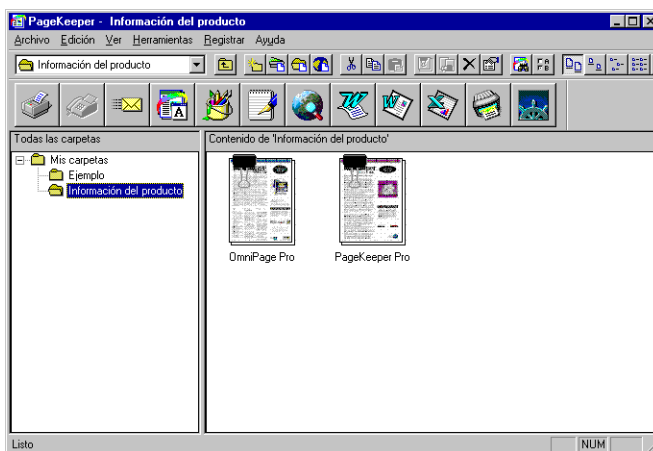 PageKeeper - Información del producto
Archivo Edición Ver Herramientas Registrar Ayuda
Información del producto
Todas las carpetas
Contenido de 'Información del producto'
Mis carpetas
Ejemplo
Información del producto
OmniPage Pro
PageKeeper Pro
Listo
NUM